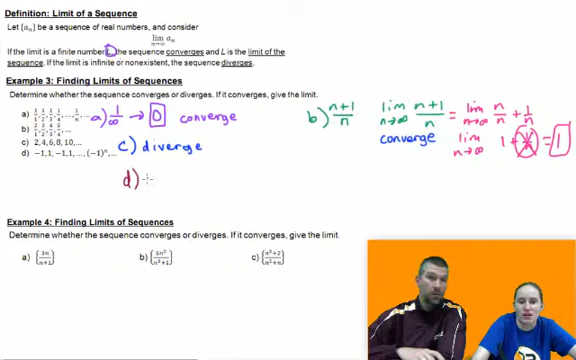 Definition: Limit of a Sequence
Let {aₙ} be a sequence of real numbers, and consider
lim aₙ
n→∞
If the limit is a finite number L, the sequence converges and L is the limit of the
sequence. If the limit is infinite or nonexistent, the sequence diverges.
Example 3: Finding Limits of Sequences
Determine whether the sequence converges or diverges. If it converges, give the limit.
a) 1/1, 1/2, 1/3, 1/4, ..., 1/n, ...
b) 2/1, 3/2, 4/3, 5/4, ...
c) 2, 4, 6, 8, 10, ...
d) −1, 1, −1, 1, ..., (−1)ⁿ, ...
a) 1/∞ → 0 converge
c) diverge
d) -
b) n+1/n
lim n→∞ n+1/n = lim n→∞ n/n + 1/n
converge lim n→∞ 1 + = 1
Example 4: Finding Limits of Sequences
Determine whether the sequence converges or diverges. If it converges, give the limit.
a) {3n/n+1} b) {5n²/n³+1} c) {n³+2/n²+n}